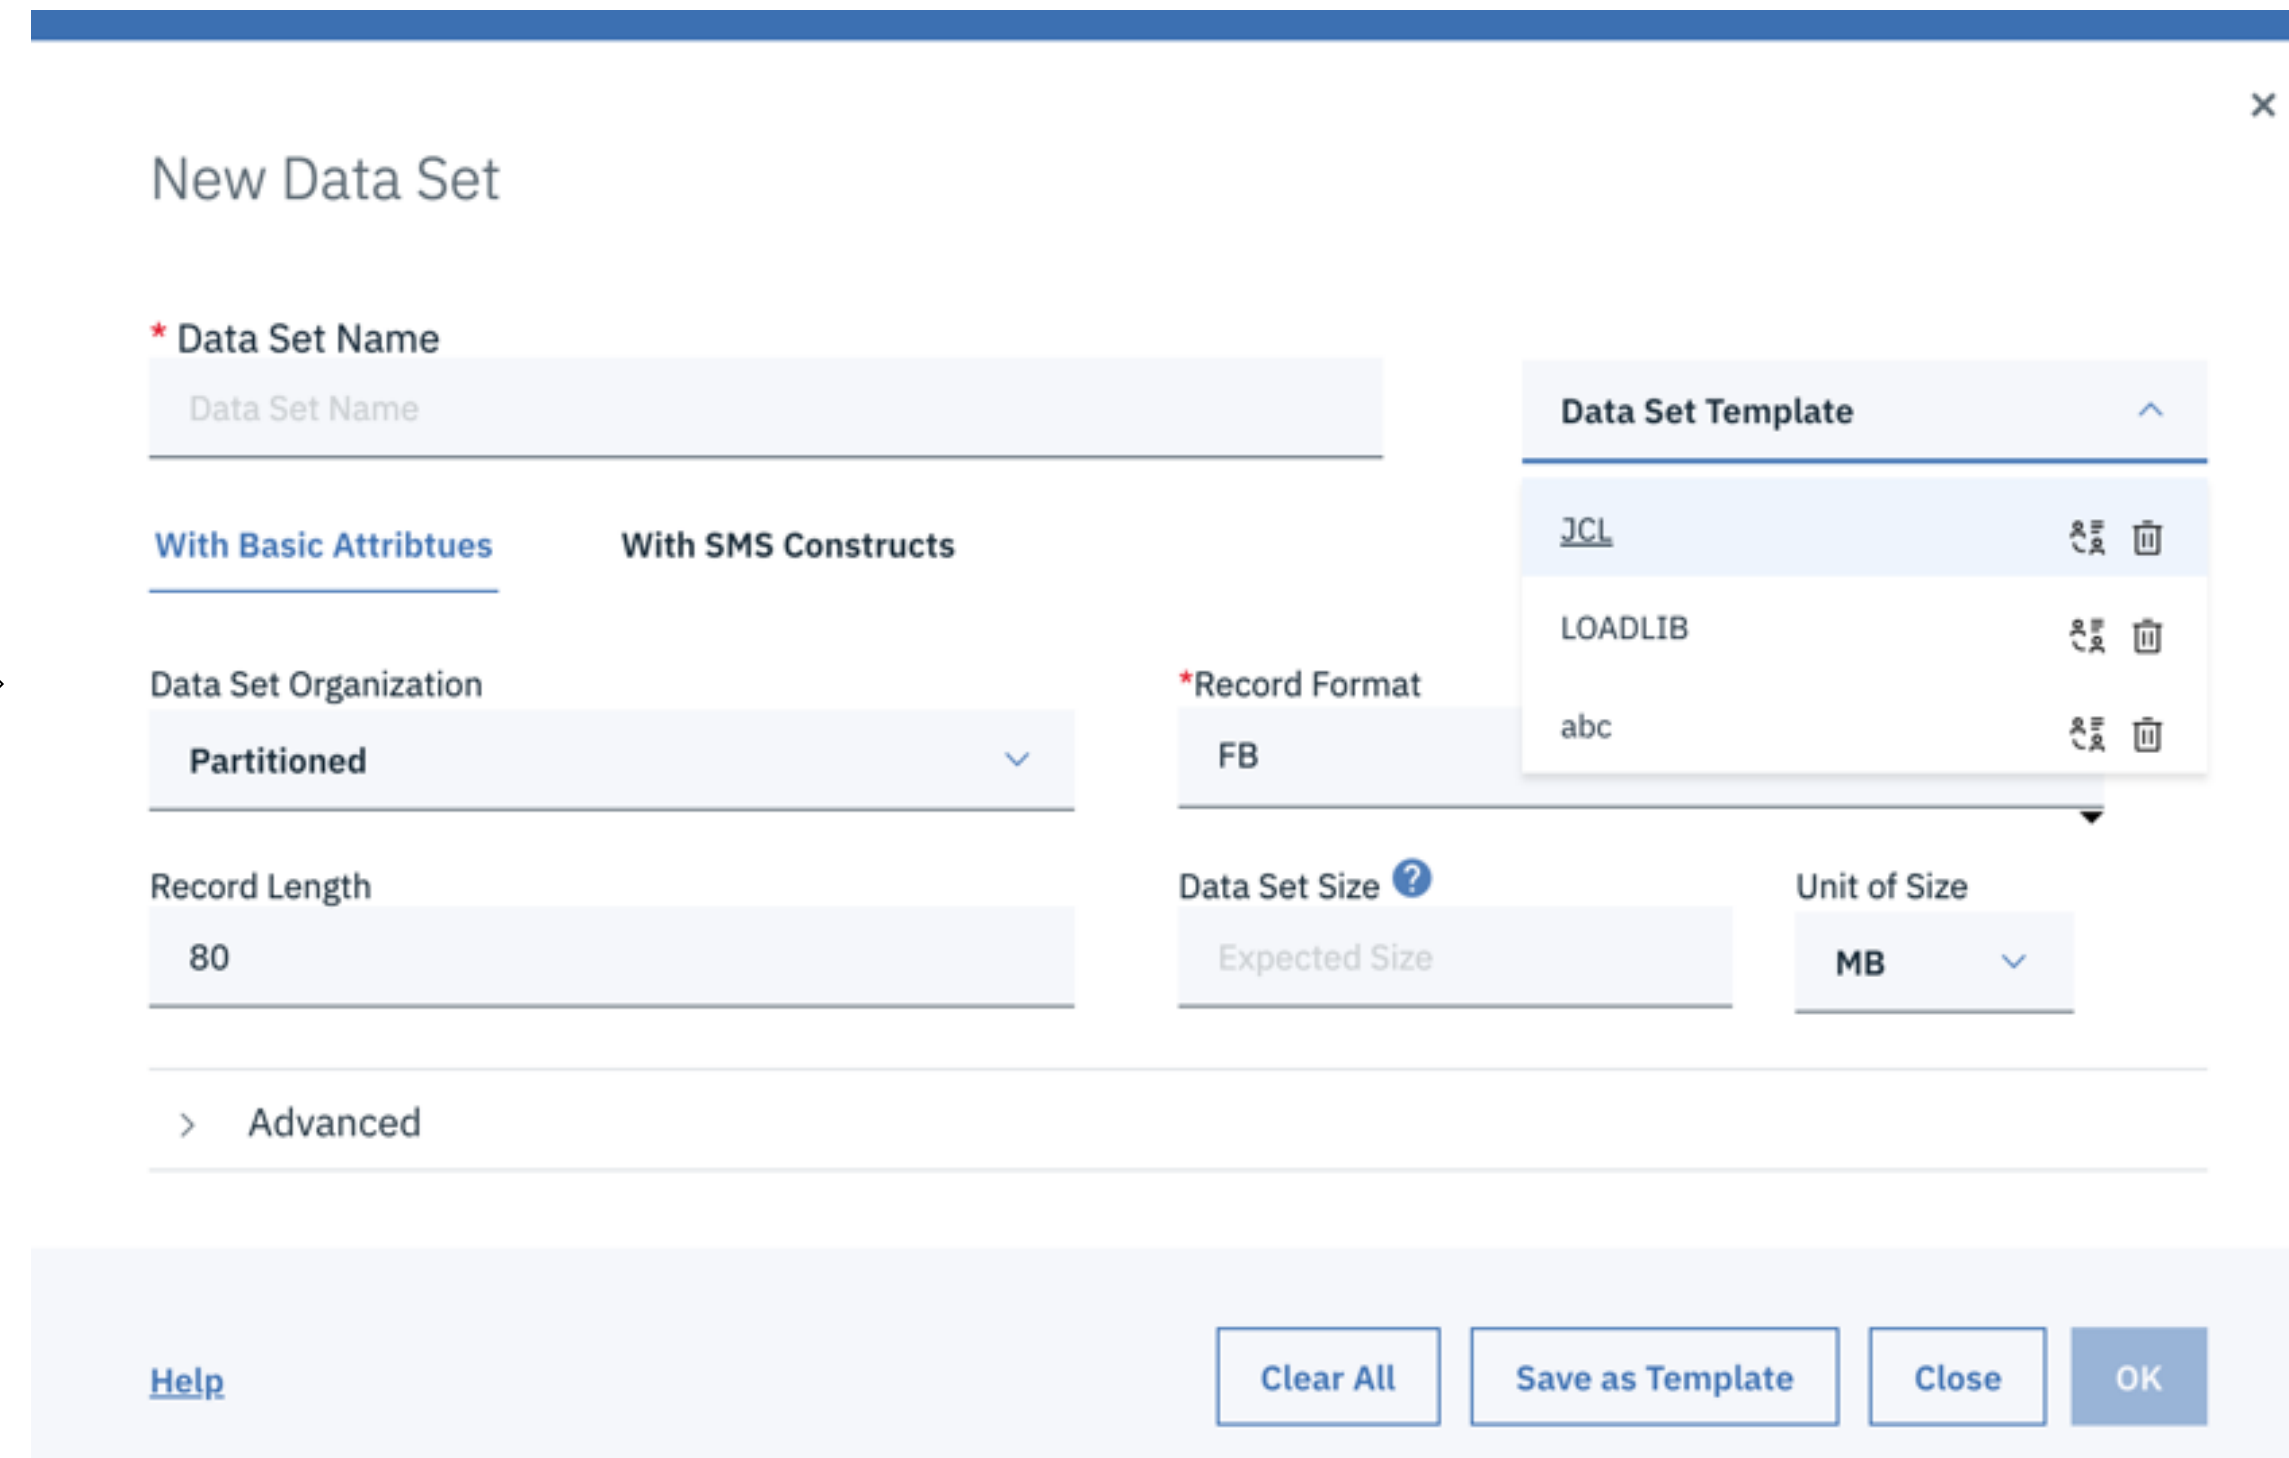 New Data Set
* Data Set Name
Data Set Name
Data Set Template
JCL
LOADLIB
abc
With Basic Attribtues
With SMS Constructs
Data Set Organization
Partitioned
*Record Format
FB
Record Length
80
Data Set Size ?
Expected Size
Unit of Size
MB
Advanced
Help
Clear All
Save as Template
Close
OK